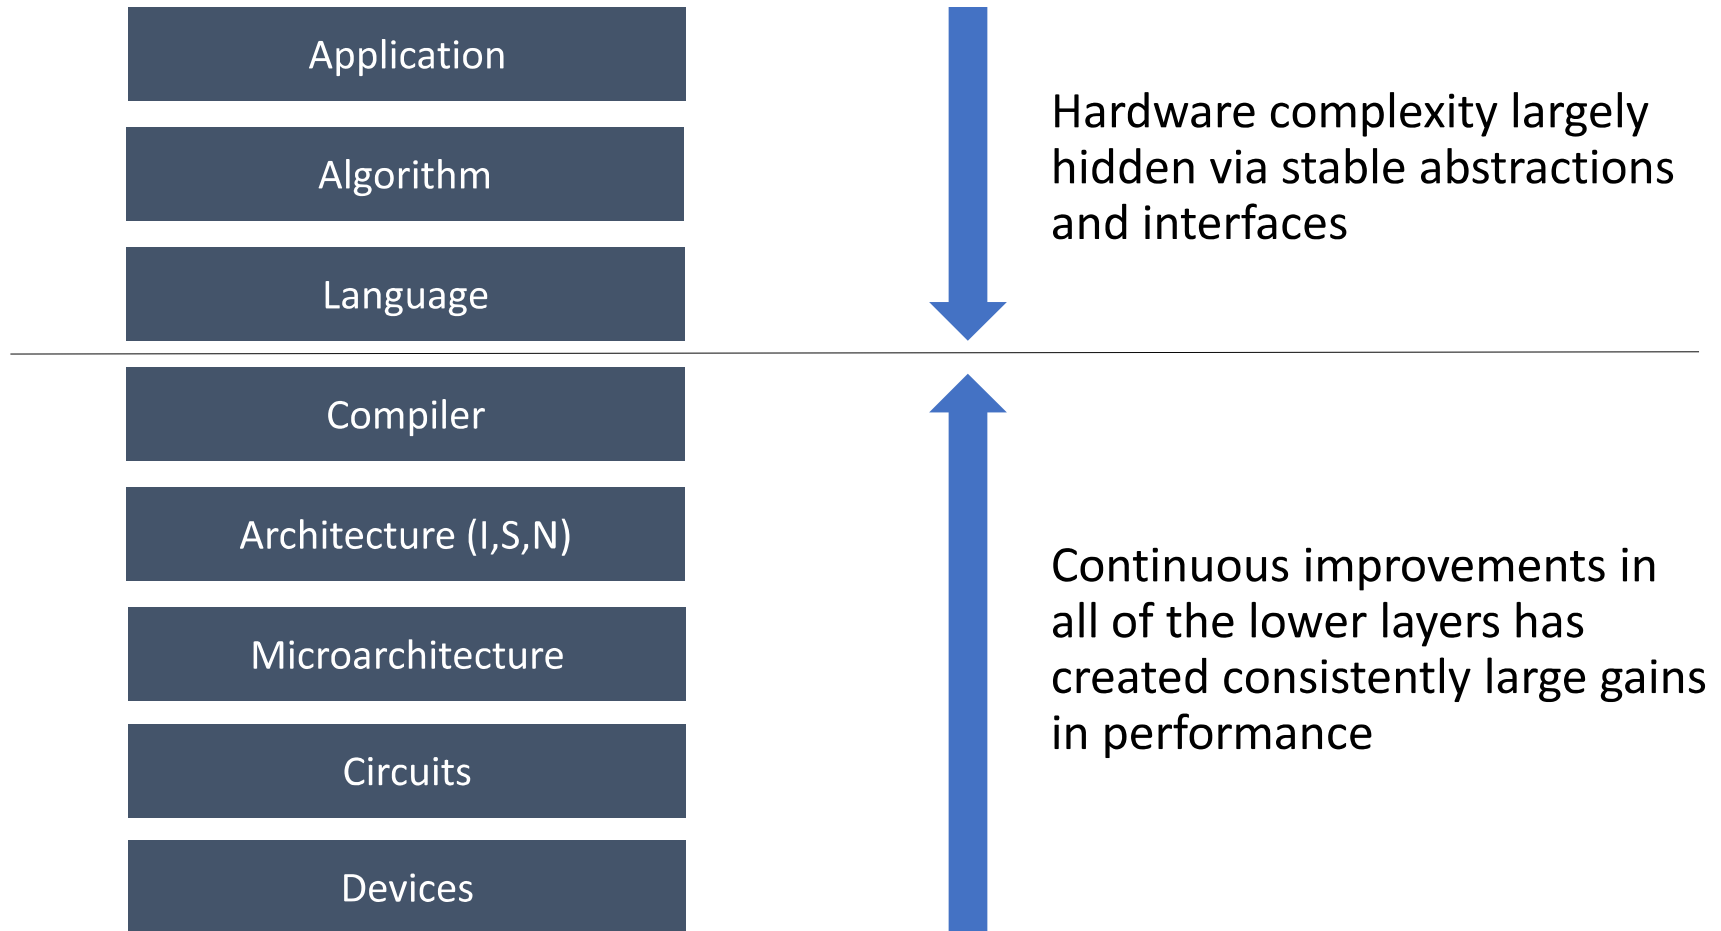 Application
Algorithm
Language
Hardware complexity largely
hidden via stable abstractions
and interfaces
Compiler
Architecture (I,S,N)
Microarchitecture
Circuits
Devices
Continuous improvements in
all of the lower layers has
created consistently large gains
in performance